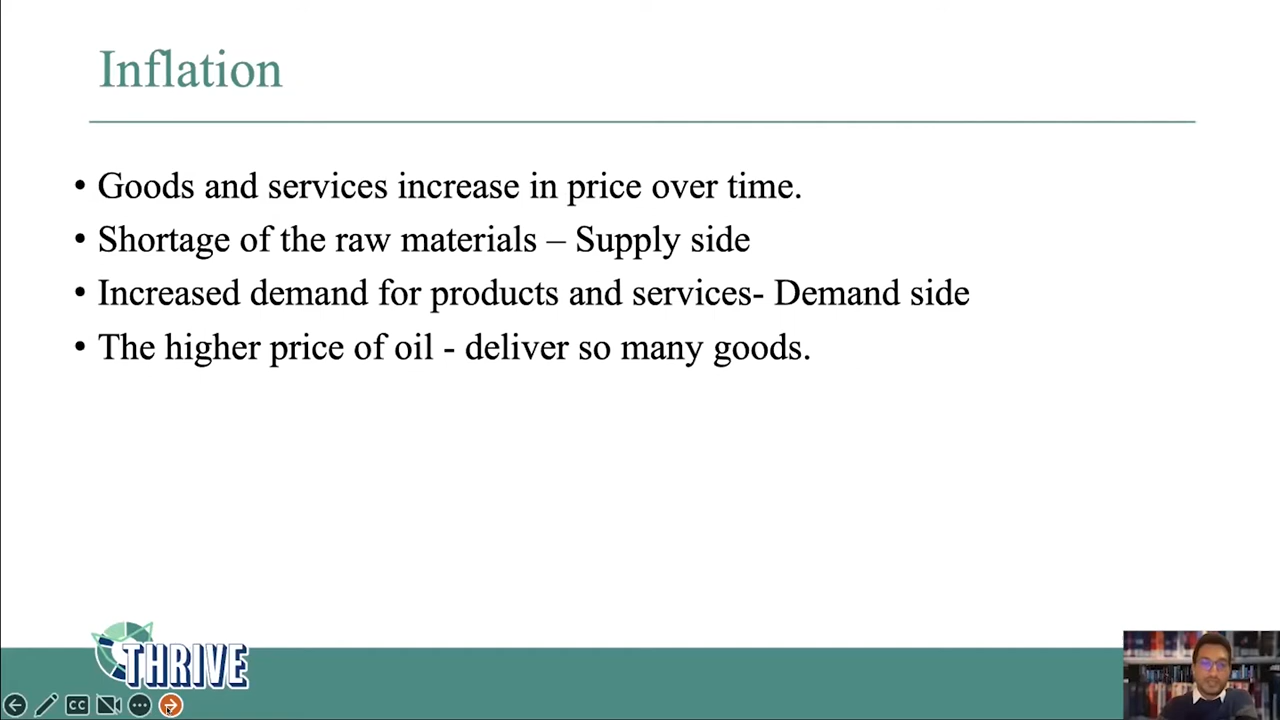 Inflation
• Goods and services increase in price over time.
• Shortage of the raw materials – Supply side
• Increased demand for products and services- Demand side
• The higher price of oil - deliver so many goods.
THRIVE
CC